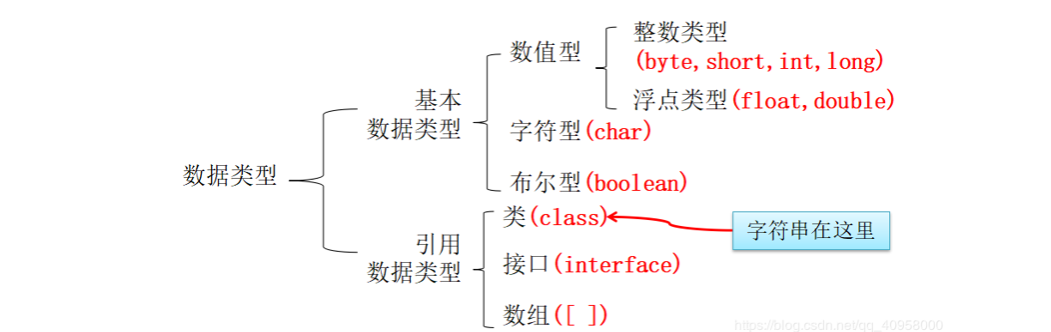 整数类型
数值型
(byte,short,int,long)
基本
浮点类型(float,double)
数据类型
字符型(char)
数据类型
布尔型(boolean)
类(class)
字符串在这里
引用
数据类型
接口(interface)
数组([ ])
https://blog.csdn.net/qq_40958000